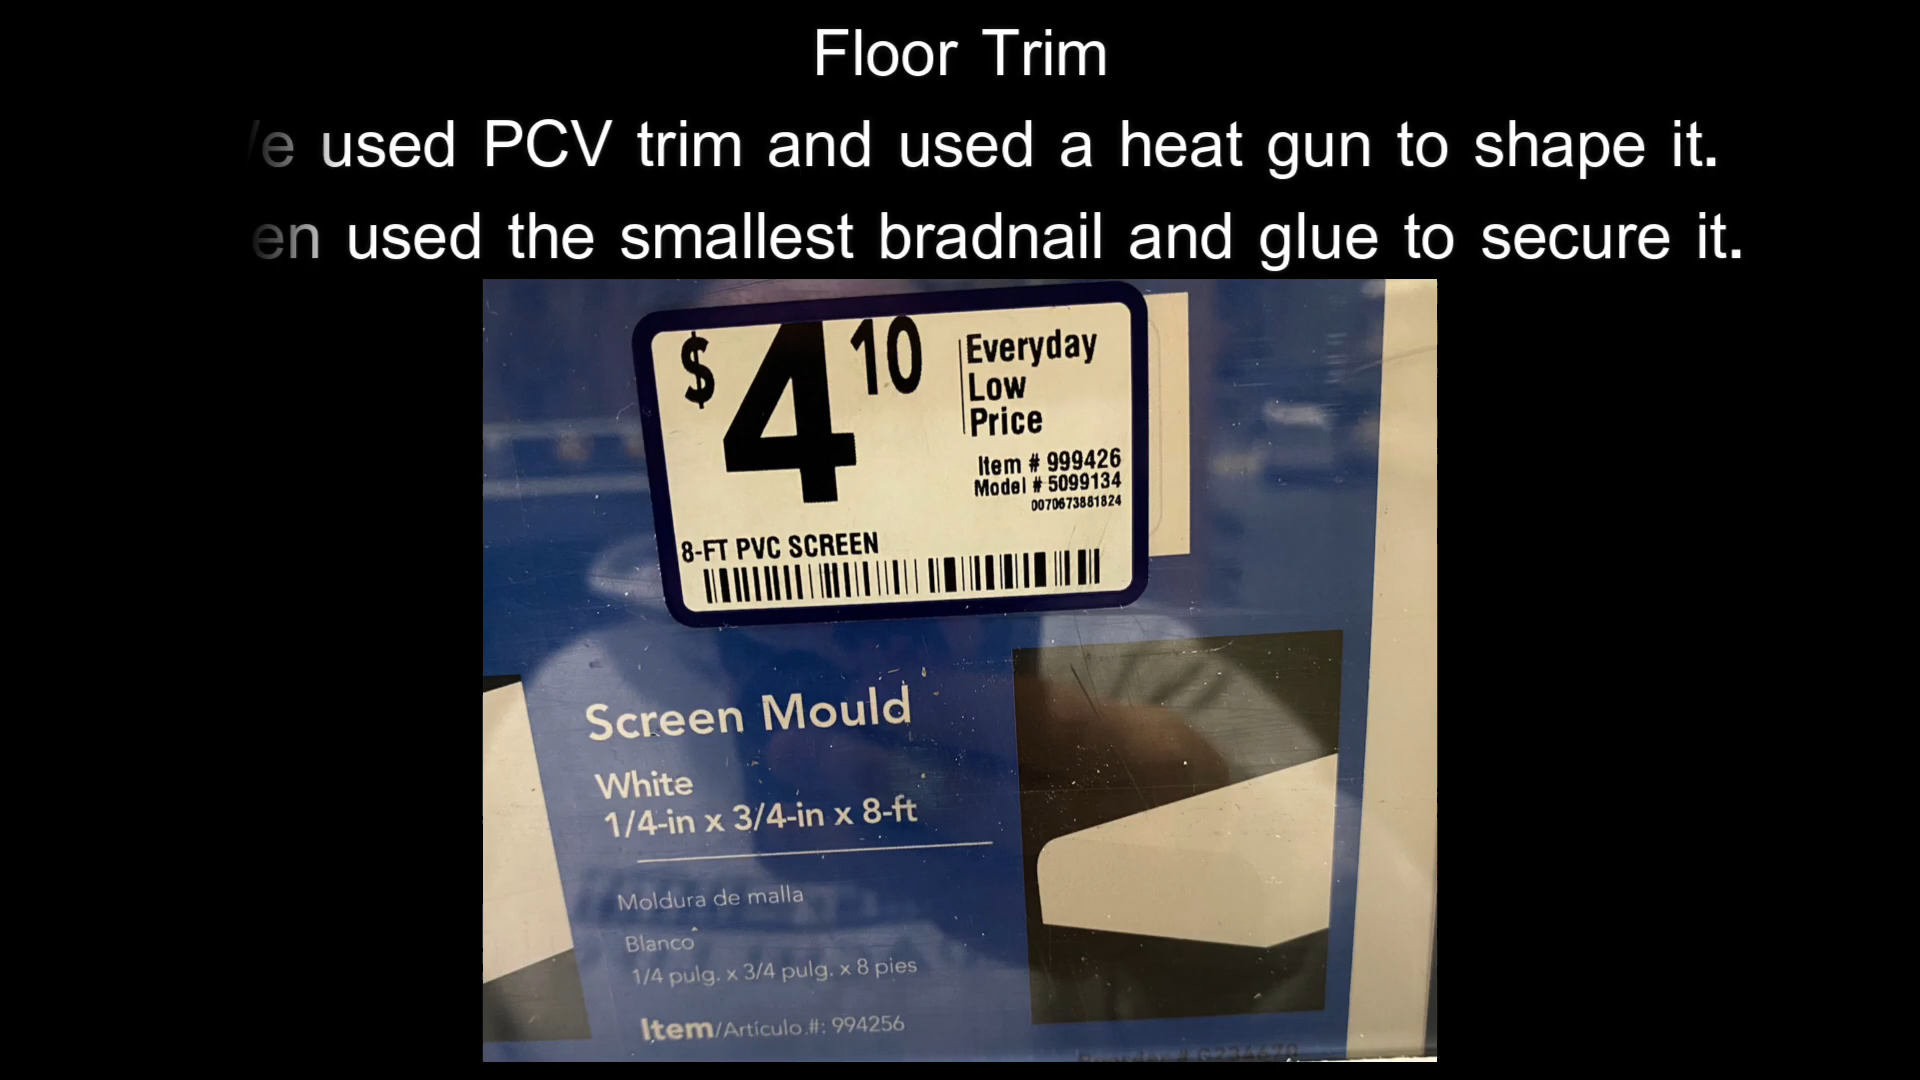 Floor Trim
e used PCV trim and used a heat gun to shape it.
en used the smallest bradnail and glue to secure it.
$410
Everyday
Low
Price
Item # 999426
Model # 5099134
0070673881824
8-FT PVC SCREEN
Screen Mould
White
1/4-in x 3/4-in x 8-ft
Moldura de malla
Blanco
1/4 pulg. x 3/4 pulg. x 8 pies
Item/Artículo.#: 994256